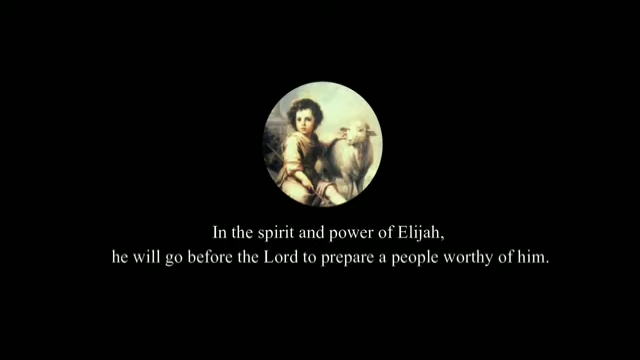 In the spirit and power of Elijah,
he will go before the Lord to prepare a people worthy of him.